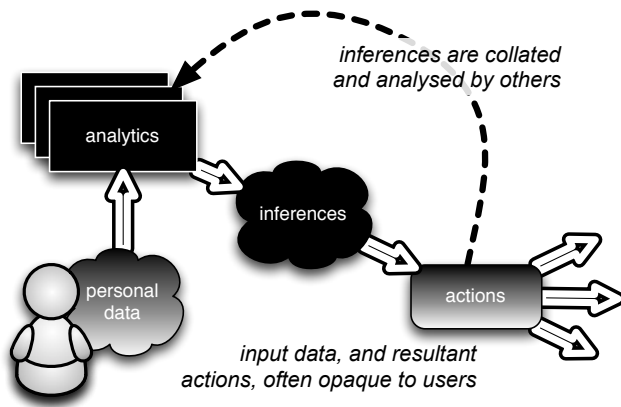 inferences are collated
and analysed by others
analytics
inferences
personal
data
actions
input data, and resultant
actions, often opaque to users